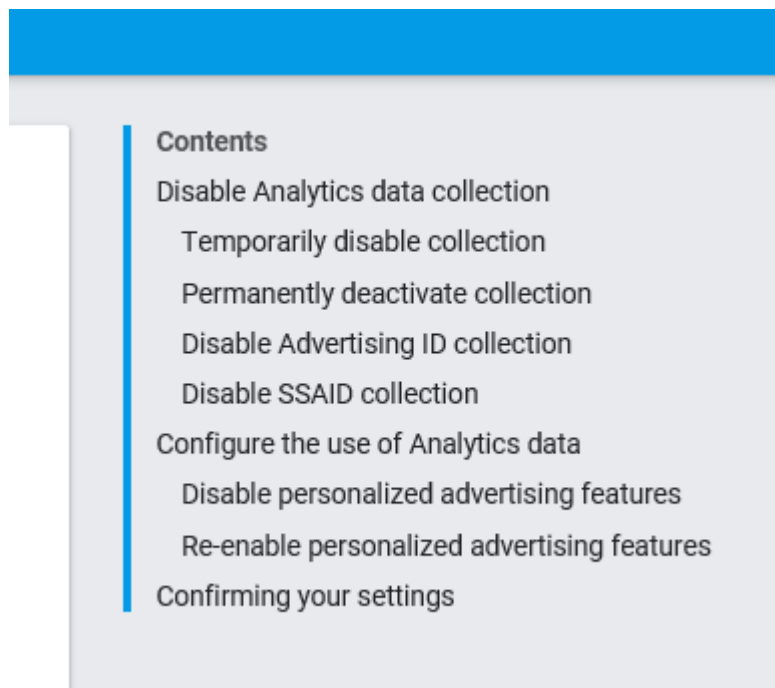 Contents
Disable Analytics data collection
Temporarily disable collection
Permanently deactivate collection
Disable Advertising ID collection
Disable SSAID collection
Configure the use of Analytics data
Disable personalized advertising features
Re-enable personalized advertising features
Confirming your settings